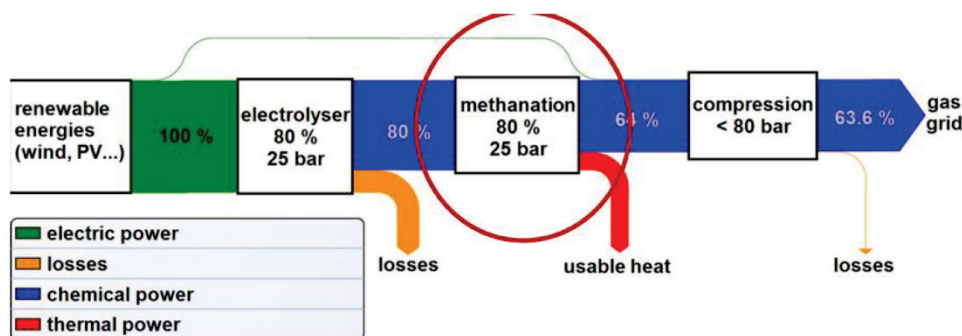 renewable
energies
(wind, PV...)
100 %
electrolyser
80 %
25 bar
80 %
methanation
80 %
25 bar
64 %
compression
< 80 bar
63.6 %
gas
grid
losses
usable heat
losses
electric power
losses
chemical power
thermal power